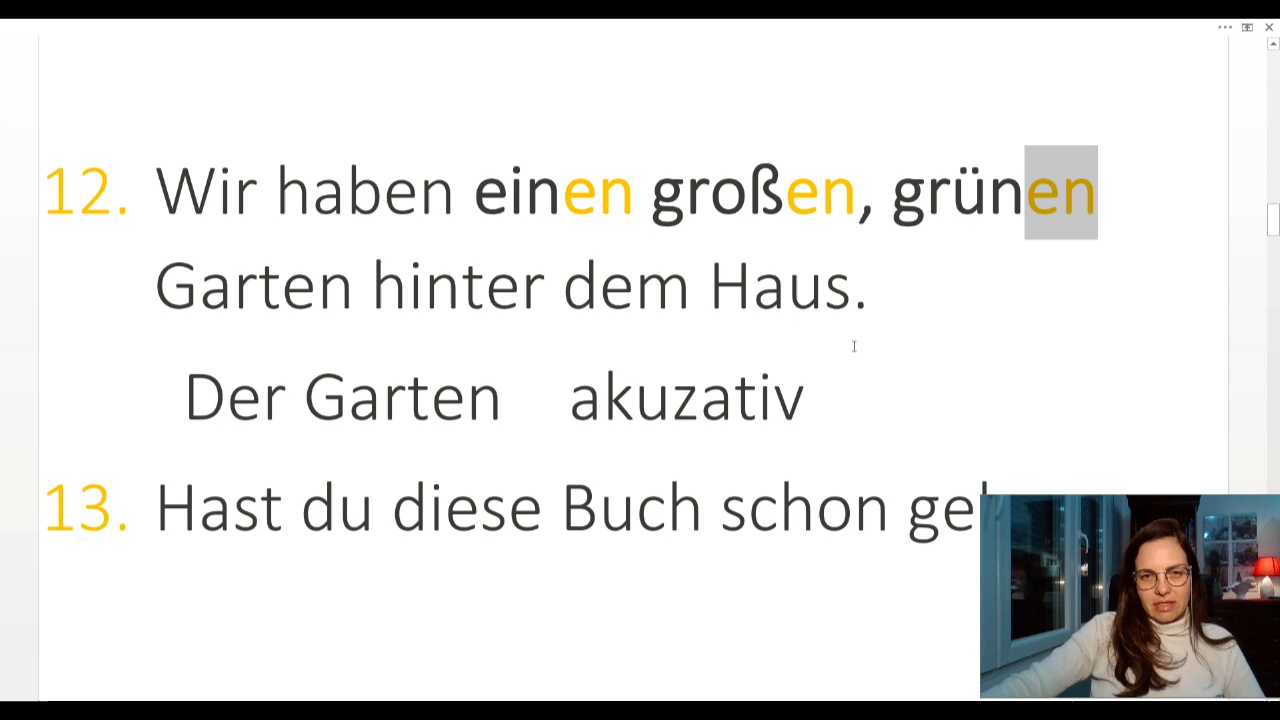 12. Wir haben einen großen, grünen
Garten hinter dem Haus.
Der Garten akuzativ
13. Hast du diese Buch schon